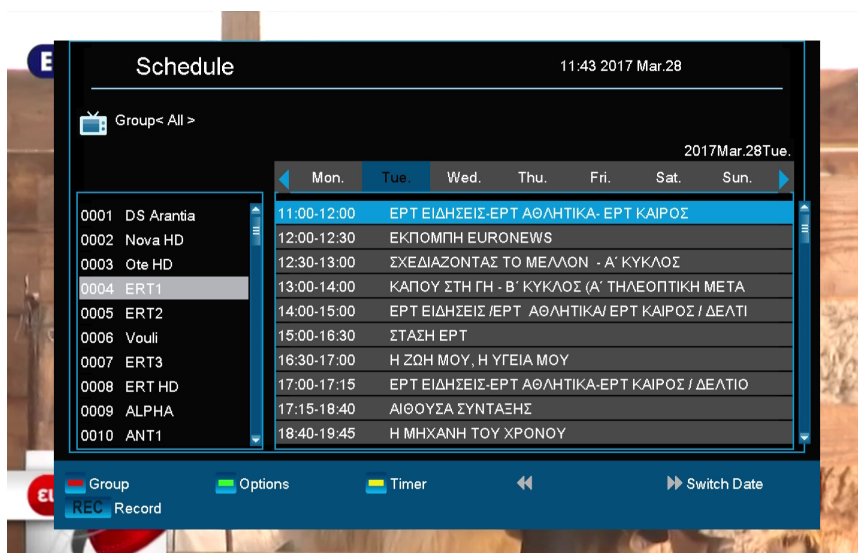 E
Schedule
11:43 2017 Mar.28
Group< All >
2017Mar.28Tue.
Mon. Tue. Wed. Thu. Fri. Sat. Sun.
0001 DS Arantia
0002 Nova HD
0003 Ote HD
0004 ERT1
0005 ERT2
0006 Vouli
0007 ERT3
0008 ERT HD
0009 ALPHA
0010 ANT1
11:00-12:00 ΕΡΤ ΕΙΔΗΣΕΙΣ-ΕΡΤ ΑΘΛΗΤΙΚΑ- ΕΡΤ ΚΑΙΡΟΣ
12:00-12:30 ΕΚΠΟΜΠΗ EURONEWS
12:30-13:00 ΣΧΕΔΙΑΖΟΝΤΑΣ ΤΟ ΜΕΛΛΟΝ - Α΄ ΚΥΚΛΟΣ
13:00-14:00 ΚΑΠΟΥ ΣΤΗ ΓΗ - Β΄ ΚΥΚΛΟΣ (Α΄ ΤΗΛΕΟΠΤΙΚΗ ΜΕΤΑ
14:00-15:00 ΕΡΤ ΕΙΔΗΣΕΙΣ /ΕΡΤ ΑΘΛΗΤΙΚΑ/ ΕΡΤ ΚΑΙΡΟΣ / ΔΕΛΤΙ
15:00-16:30 ΣΤΑΣΗ ΕΡΤ
16:30-17:00 Η ΖΩΗ ΜΟΥ, Η ΥΓΕΙΑ ΜΟΥ
17:00-17:15 ΕΡΤ ΕΙΔΗΣΕΙΣ-ΕΡΤ ΑΘΛΗΤΙΚΑ-ΕΡΤ ΚΑΙΡΟΣ / ΔΕΛΤΙΟ
17:15-18:40 ΑΙΘΟΥΣΑ ΣΥΝΤΑΞΗΣ
18:40-19:45 Η ΜΗΧΑΝΗ ΤΟΥ ΧΡΟΝΟΥ
Group Options Timer Switch Date
REC Record